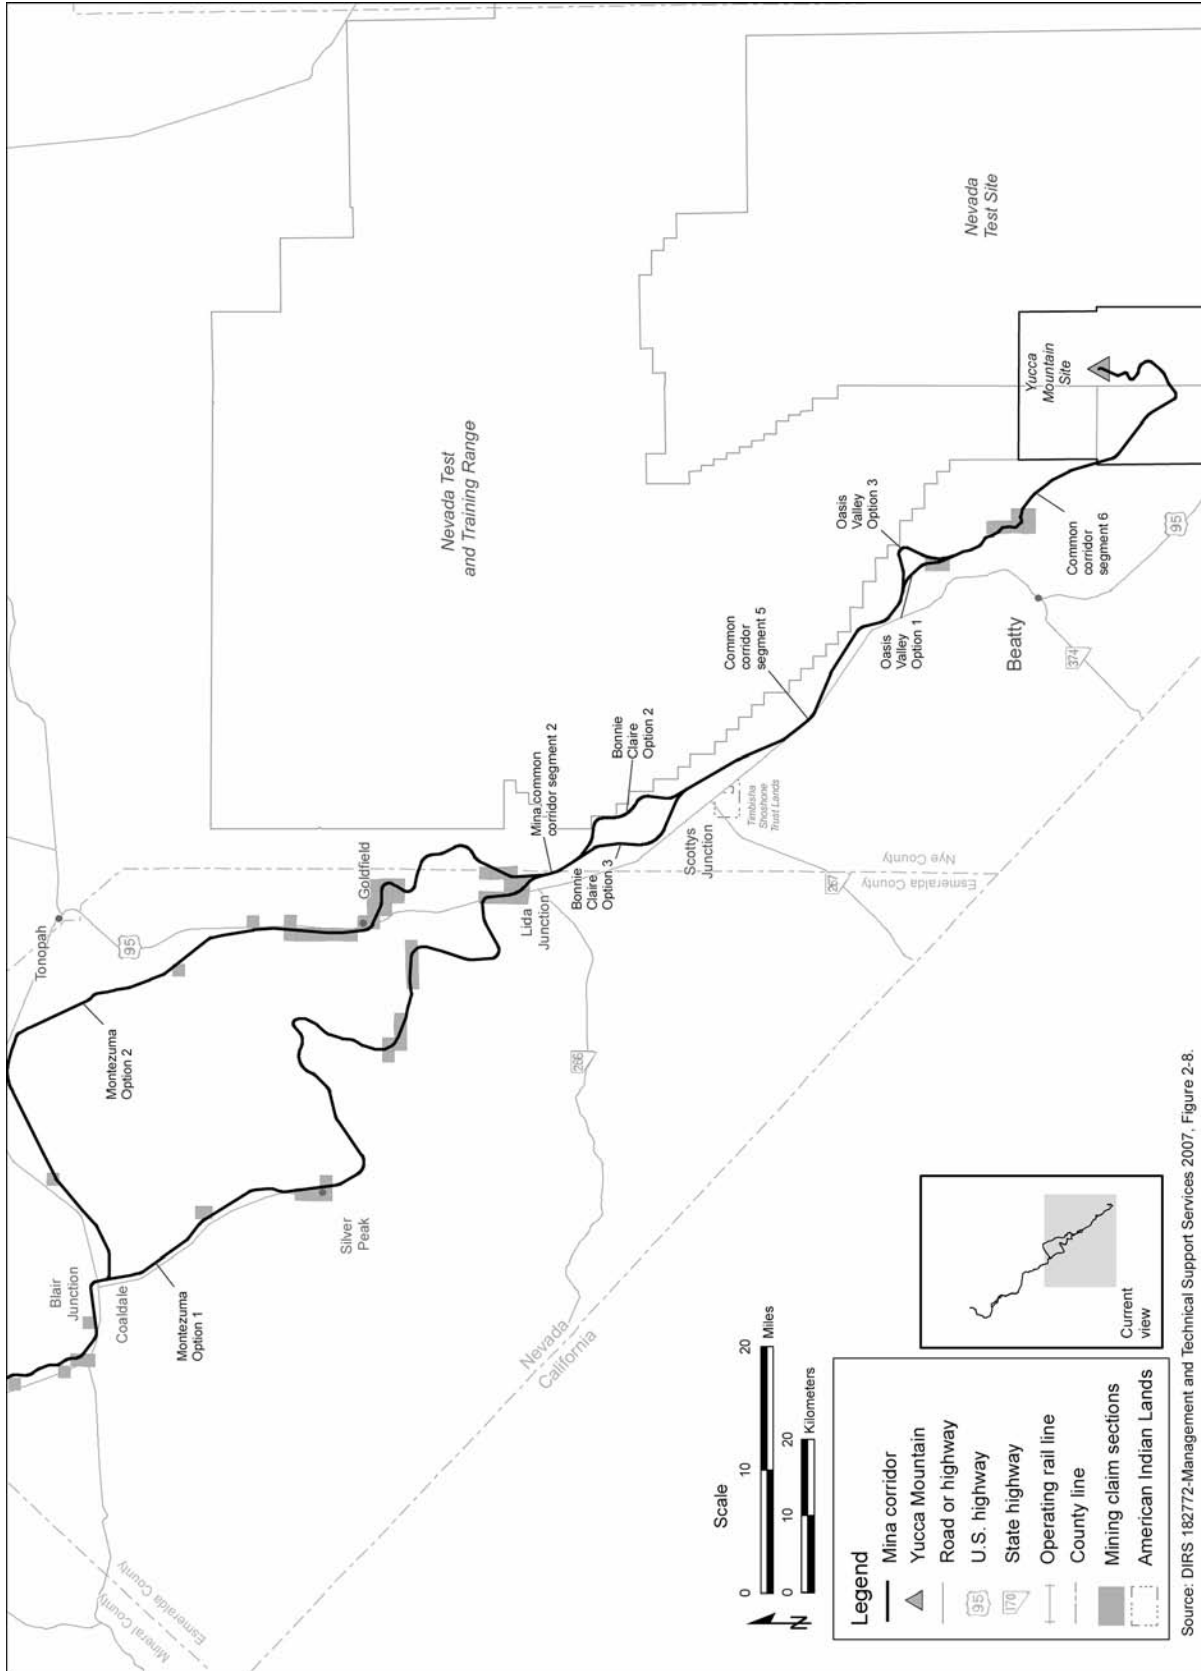 Tonopah
95
Montezuma
Option 2
Blair
Junction
Coaldale
Montezuma
Option 1
Silver
Peak
Goldfield
Nevada Test
and Training Range
Mina common
corridor segment 2
Lida
Junction
Bonnie
Claire
Option 3
Bonnie
Claire
Option 2
Scottys
Junction
Timbisha
Shoshone
Trust Lands
Common
corridor
segment 5
Oasis
Valley
Option 1
Oasis
Valley
Option 3
Beatty
374
Common
corridor
segment 6
95
Yucca
Mountain
Site
Nevada
Test Site
266
267
Nye County
Esmeralda County
Nevada
California
Mineral County
Esmeralda County
Scale
0 10 20 Miles
0 10 20 Kilometers
N
Legend
Mina corridor
Yucca Mountain
Road or highway
95 U.S. highway
170 State highway
Operating rail line
County line
Mining claim sections
American Indian Lands
Current
view
Source: DIRS 182772-Management and Technical Support Services 2007, Figure 2-8.